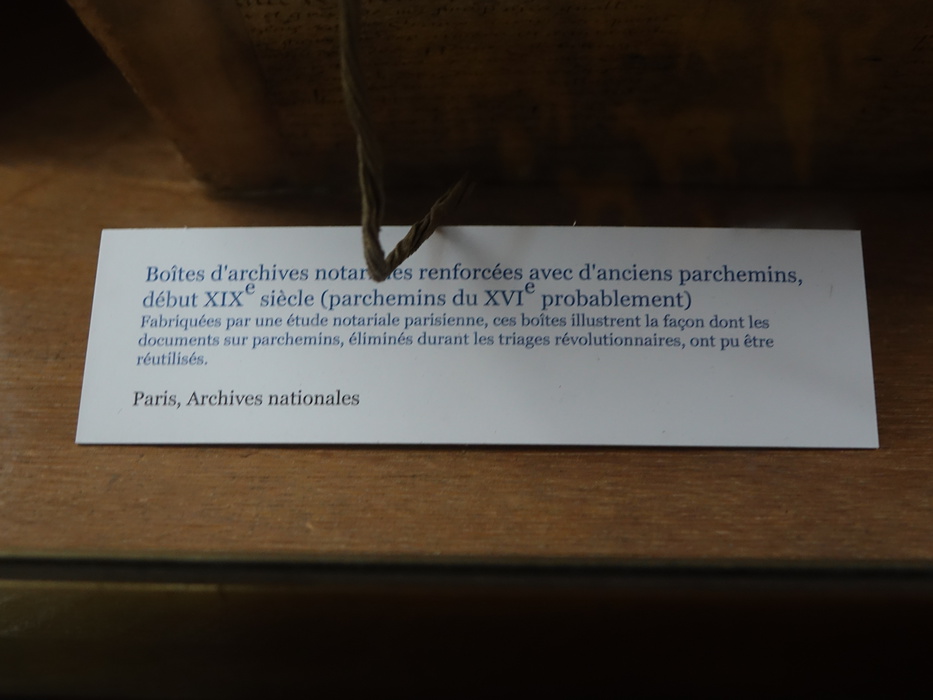 Boîtes d'archives notariales renforcées avec d'anciens parchemins,
début XIXe siècle (parchemins du XVIe probablement)
Fabriquées par une étude notariale parisienne, ces boîtes illustrent la façon dont les
documents sur parchemins, éliminés durant les triages révolutionnaires, ont pu être
réutilisés.
Paris, Archives nationales